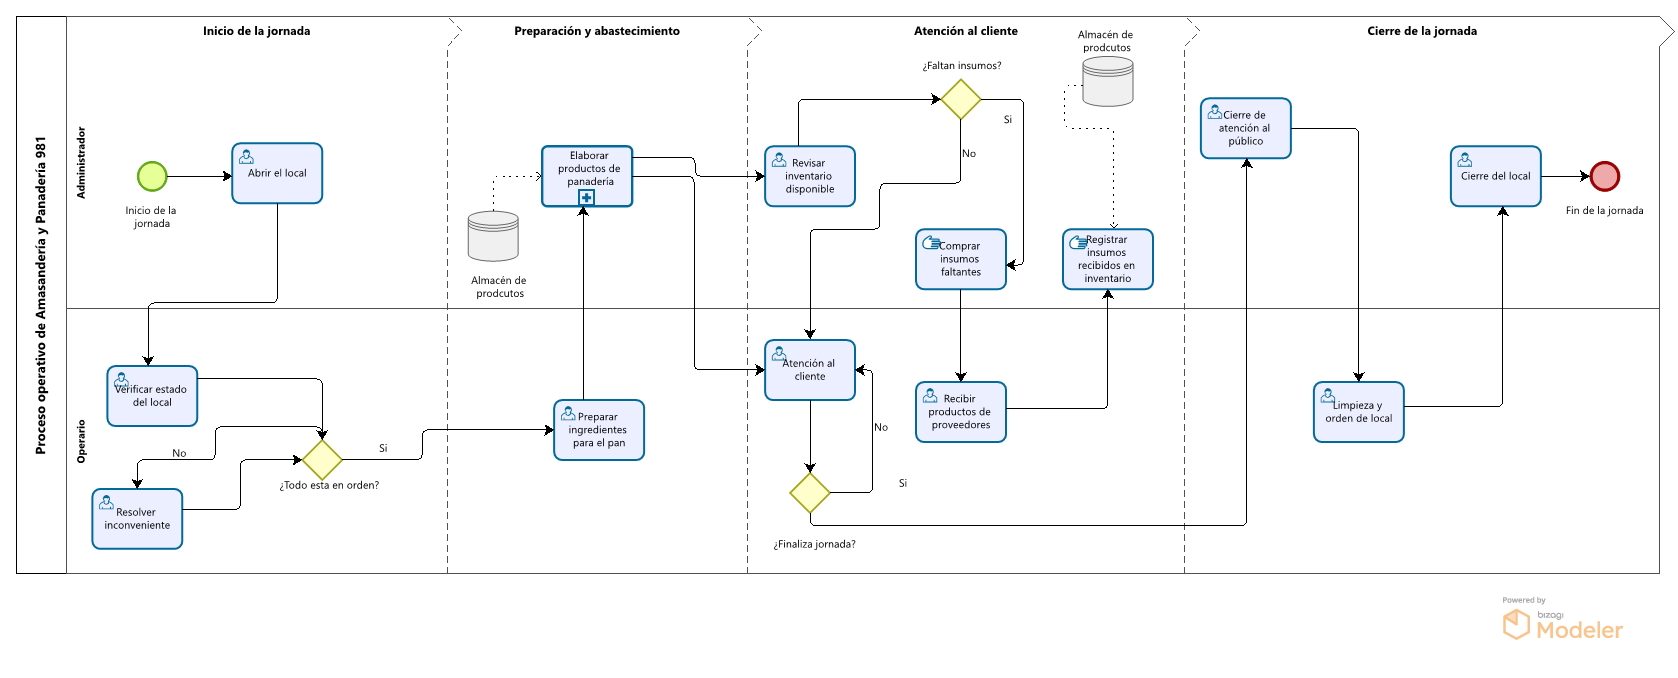 Proceso operativo de Amasandería y Panadería 981
Inicio de la jornada
Preparación y abastecimiento
Atención al cliente
Cierre de la jornada
Administrador
Inicio de la
jornada
Abrir el local
Almacén de
prodcutos
Elaborar
productos de
panadería
Revisar
inventario
disponible
¿Faltan insumos?
Si
No
Almacén de
prodcutos
Comprar
insumos
faltantes
Registrar
insumos
recibidos en
inventario
Cierre de
atención al
público
Cierre del local
Fin de la jornada
Operario
Verificar estado
del local
No
Resolver
inconveniente
¿Todo esta en orden?
Si
Preparar
ingredientes
para el pan
Atención al
cliente
No
Si
¿Finaliza jornada?
Recibir
productos de
proveedores
Limpieza y
orden de local
Powered by
bizagi
Modeler